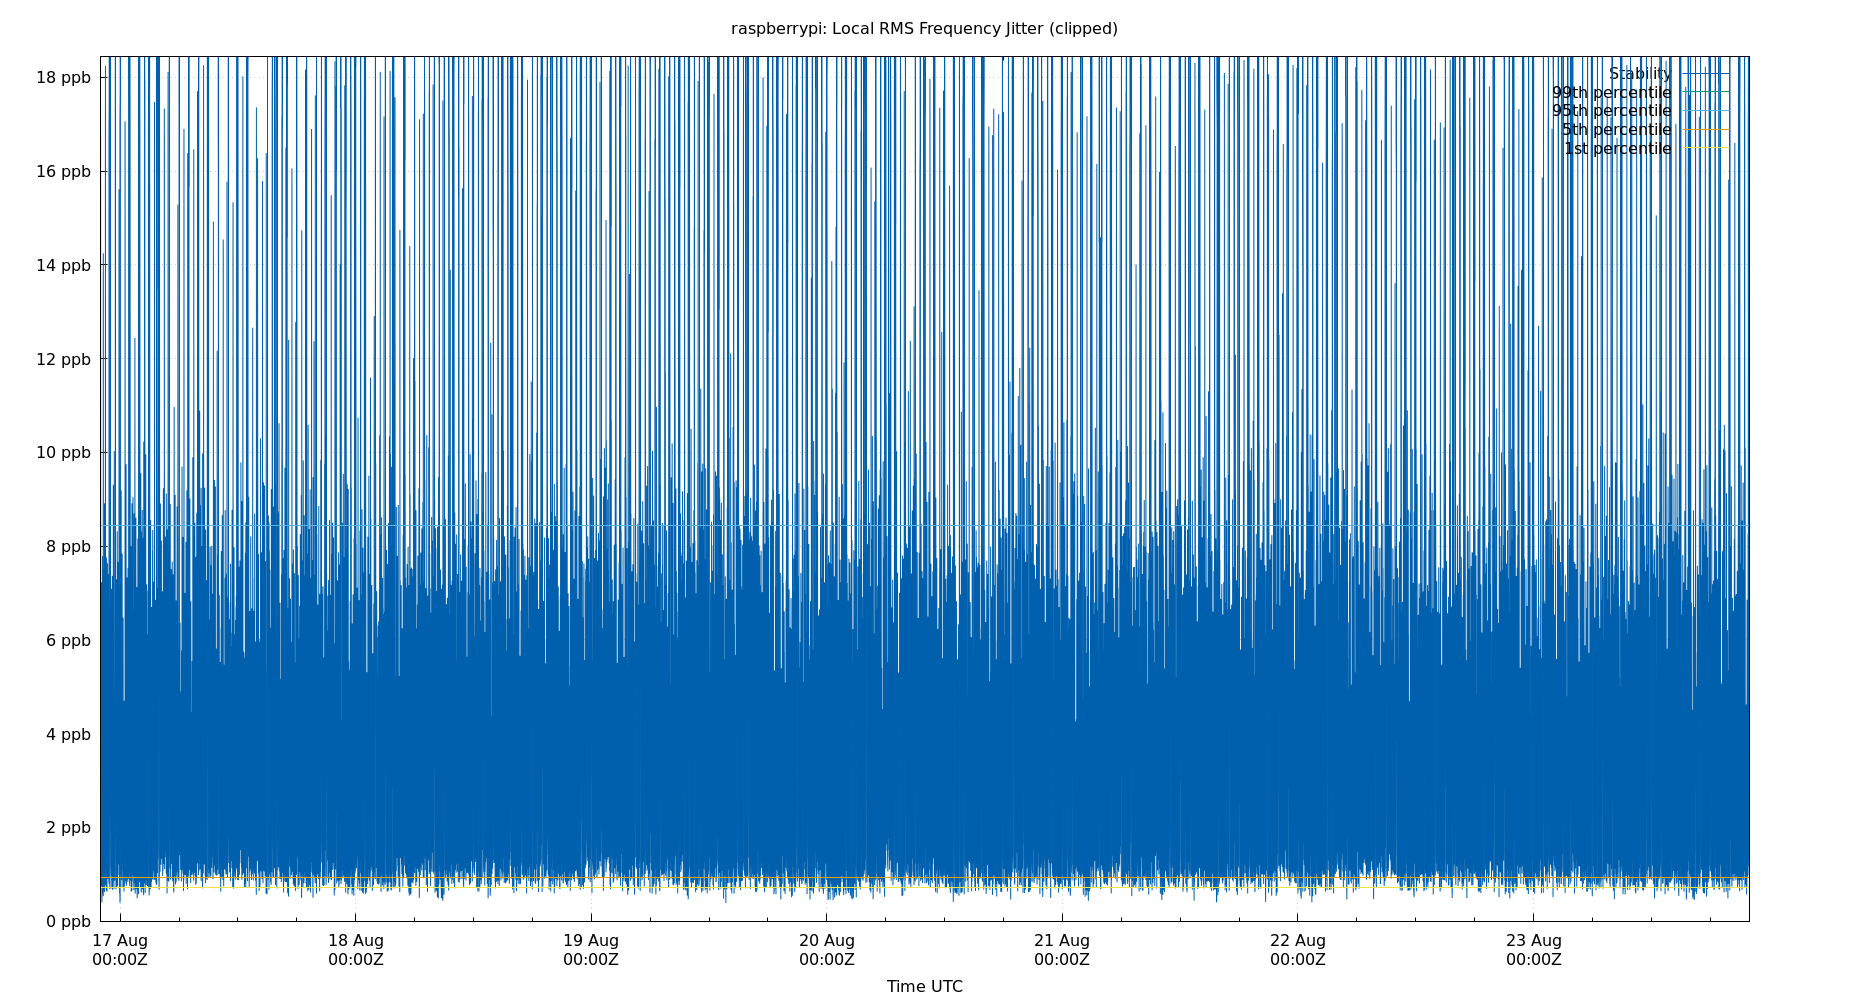 raspberrypi: Local RMS Frequency Jitter (clipped)
18 ppb
16 ppb
14 ppb
12 ppb
10 ppb
8 ppb
6 ppb
4 ppb
2 ppb
0 ppb
Stability
99th percentile
95th percentile
5th percentile
1st percentile
17 Aug
00:00Z
18 Aug
00:00Z
19 Aug
00:00Z
20 Aug
00:00Z
21 Aug
00:00Z
22 Aug
00:00Z
23 Aug
00:00Z
Time UTC